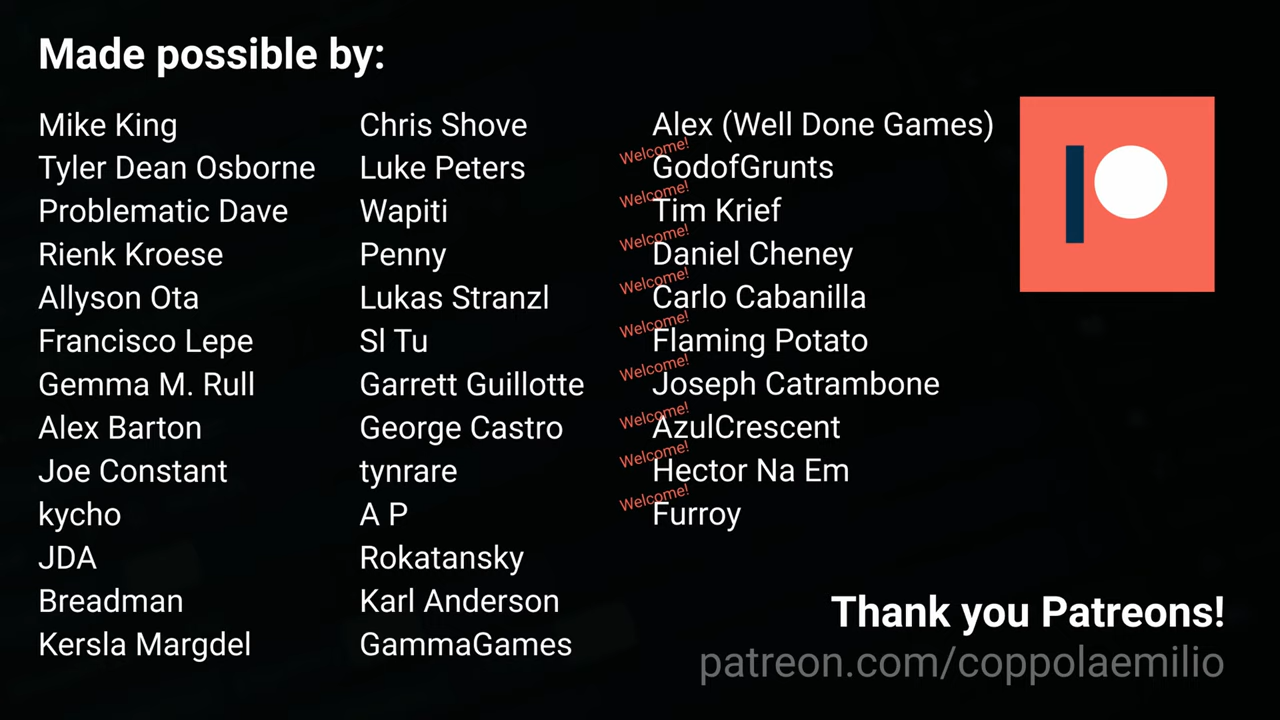 Made possible by:
Mike King
Tyler Dean Osborne
Problematic Dave
Rienk Kroese
Allyson Ota
Francisco Lepe
Gemma M. Rull
Alex Barton
Joe Constant
kycho
JDA
Breadman
Kersla Margdel
Chris Shove
Luke Peters
Wapiti
Penny
Lukas Stranzl
Sl Tu
Garrett Guillotte
George Castro
tynrare
A P
Rokatansky
Karl Anderson
GammaGames
Alex (Well Done Games)
Welcome!
GodofGrunts
Welcome!
Tim Krief
Welcome!
Daniel Cheney
Welcome!
Carlo Cabanilla
Welcome!
Flaming Potato
Welcome!
Joseph Catrambone
Welcome!
AzulCrescent
Welcome!
Hector Na Em
Welcome!
Furroy
Thank you Patreons!
patreon.com/coppolaemilio